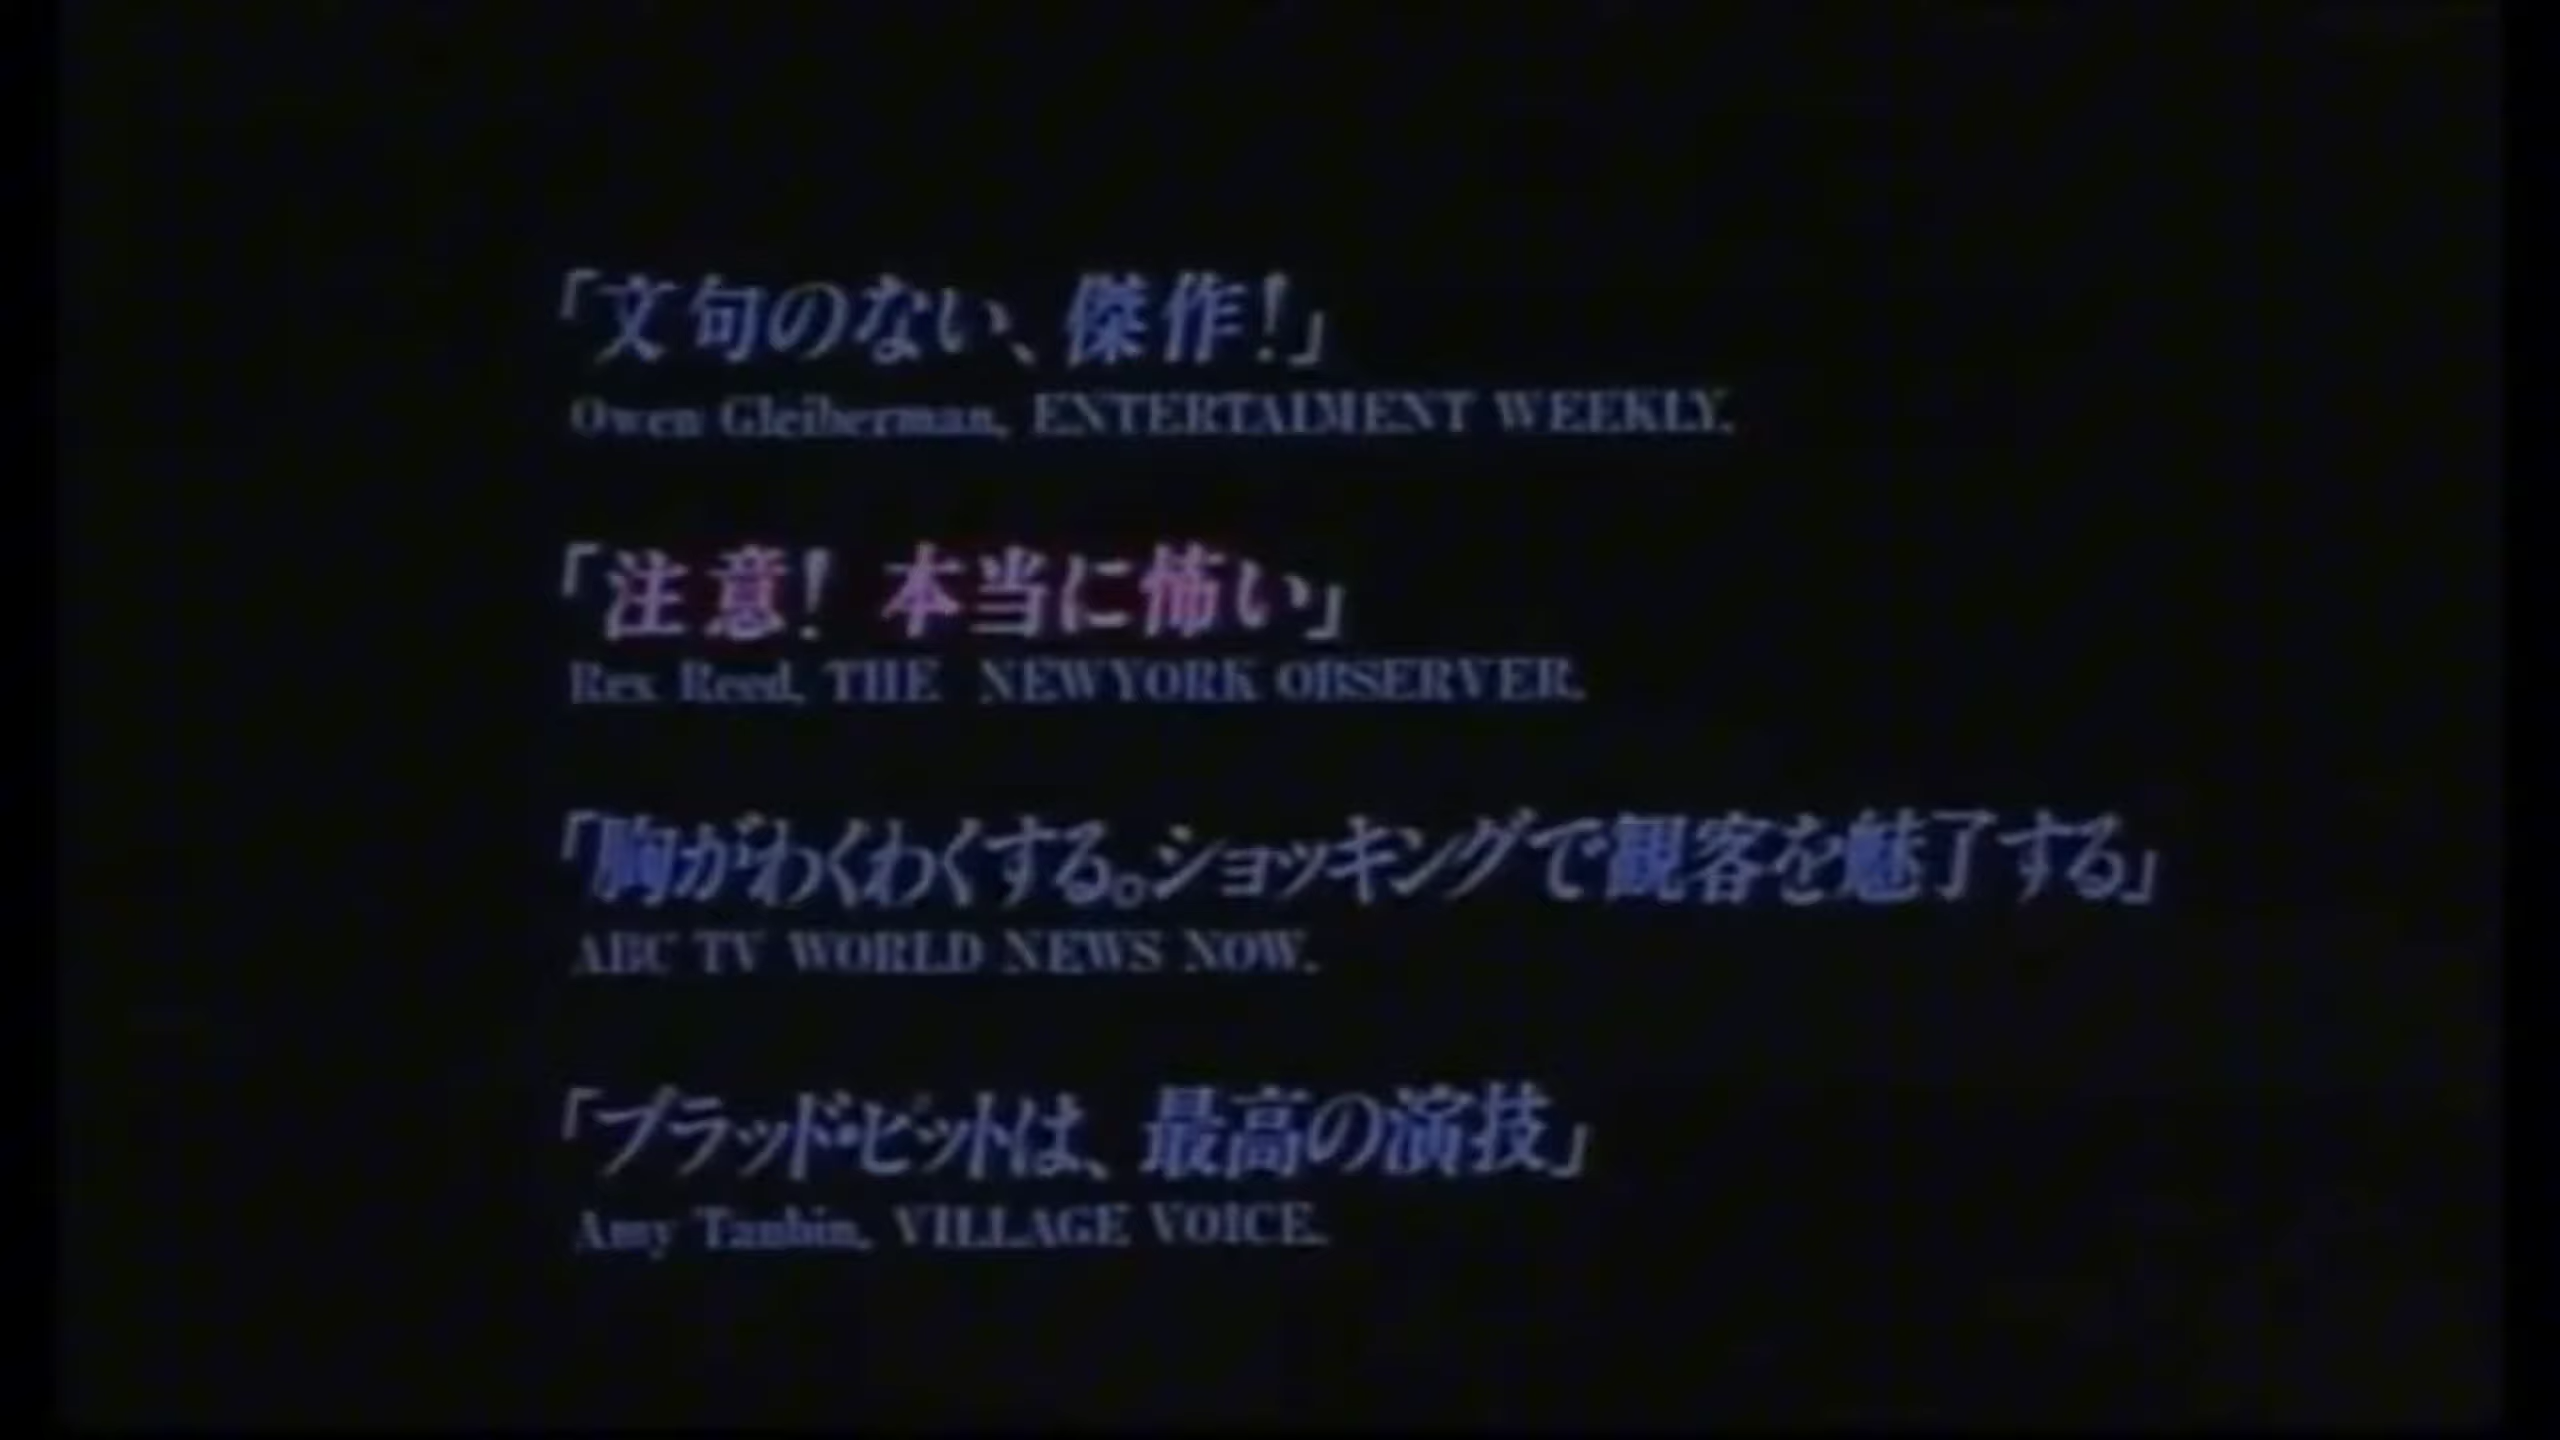 「文句のない、傑作!」
Owen Gleiberman, ENTERTAIMENT WEEKLY.
「注意! 本当に怖い」
Rex Reed, THE NEWYORK OBSERVER.
「胸がわくわくする。ショッキングで観客を魅了する」
ABC TV WORLD NEWS NOW.
「ブラッド・ピットは、最高の演技」
Amy Taubin, VILLAGE VOICE.